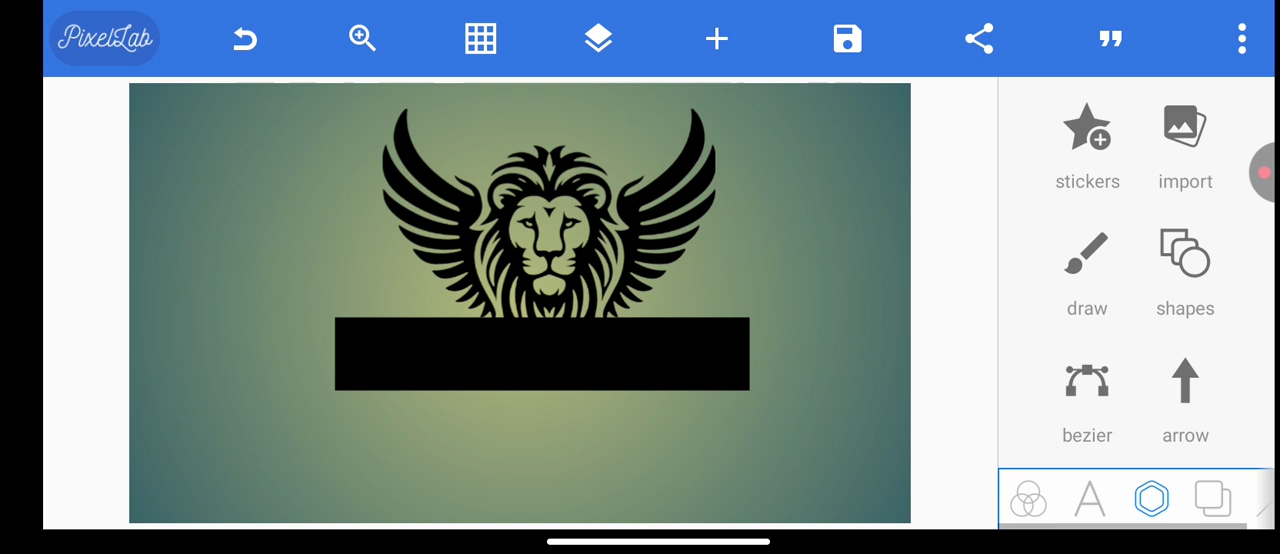 PixelLab
stickers
import
draw
shapes
bezier
arrow